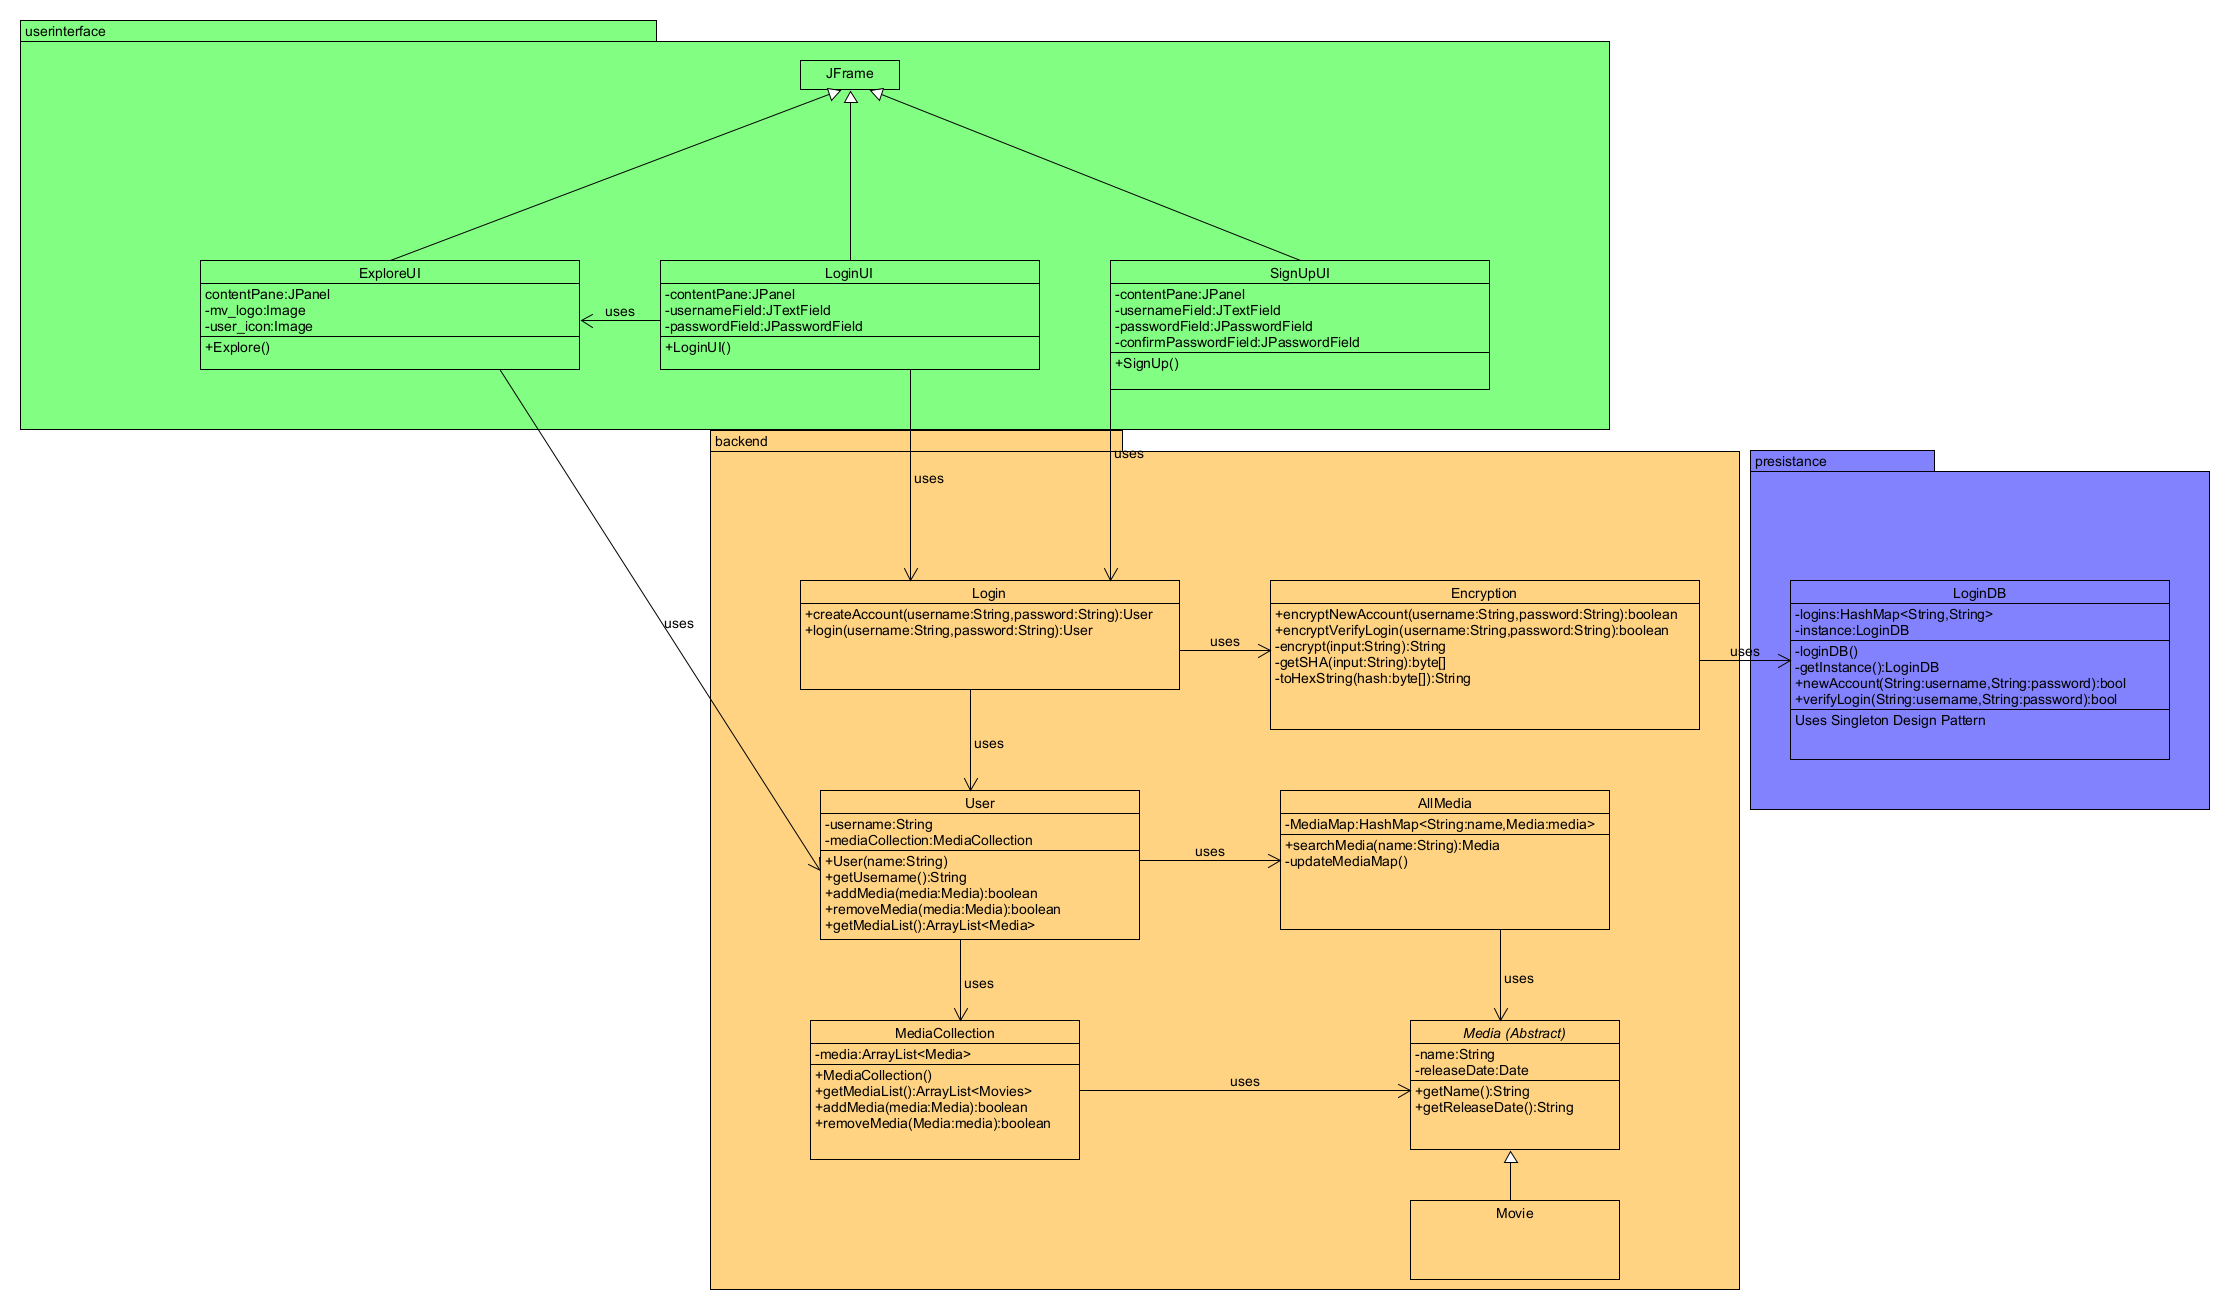 userinterface
JFrame
ExploreUI
contentPane:JPanel
-mv_logo:Image
-user_icon:Image
+Explore()
uses
LoginUI
-contentPane:JPanel
-usernameField:JTextField
-passwordField:JPasswordField
+LoginUI()
SignUpUI
-contentPane:JPanel
-usernameField:JTextField
-passwordField:JPasswordField
-confirmPasswordField:JPasswordField
+SignUp()
backend
uses
uses
uses
Login
+createAccount(username:String,password:String):User
+login(username:String,password:String):User
uses
Encryption
+encryptNewAccount(username:String,password:String):boolean
+encryptVerifyLogin(username:String,password:String):boolean
-encrypt(input:String):String
-getSHA(input:String):byte[]
-toHexString(hash:byte[]):String
uses
presistance
LoginDB
-logins:HashMap<String,String>
-instance:LoginDB
-loginDB()
-getInstance():LoginDB
+newAccount(String:username,String:password):bool
+verifyLogin(String:username,String:password):bool
Uses Singleton Design Pattern
uses
User
-username:String
-mediaCollection:MediaCollection
+User(name:String)
+getUsername():String
+addMedia(media:Media):boolean
+removeMedia(media:Media):boolean
+getMediaList():ArrayList<Media>
uses
AllMedia
-MediaMap:HashMap<String:name,Media:media>
+searchMedia(name:String):Media
-updateMediaMap()
uses
uses
MediaCollection
-media:ArrayList<Media>
+MediaCollection()
+getMediaList():ArrayList<Movies>
+addMedia(media:Media):boolean
+removeMedia(Media:media):boolean
uses
Media (Abstract)
-name:String
-releaseDate:Date
+getName():String
+getReleaseDate():String
Movie